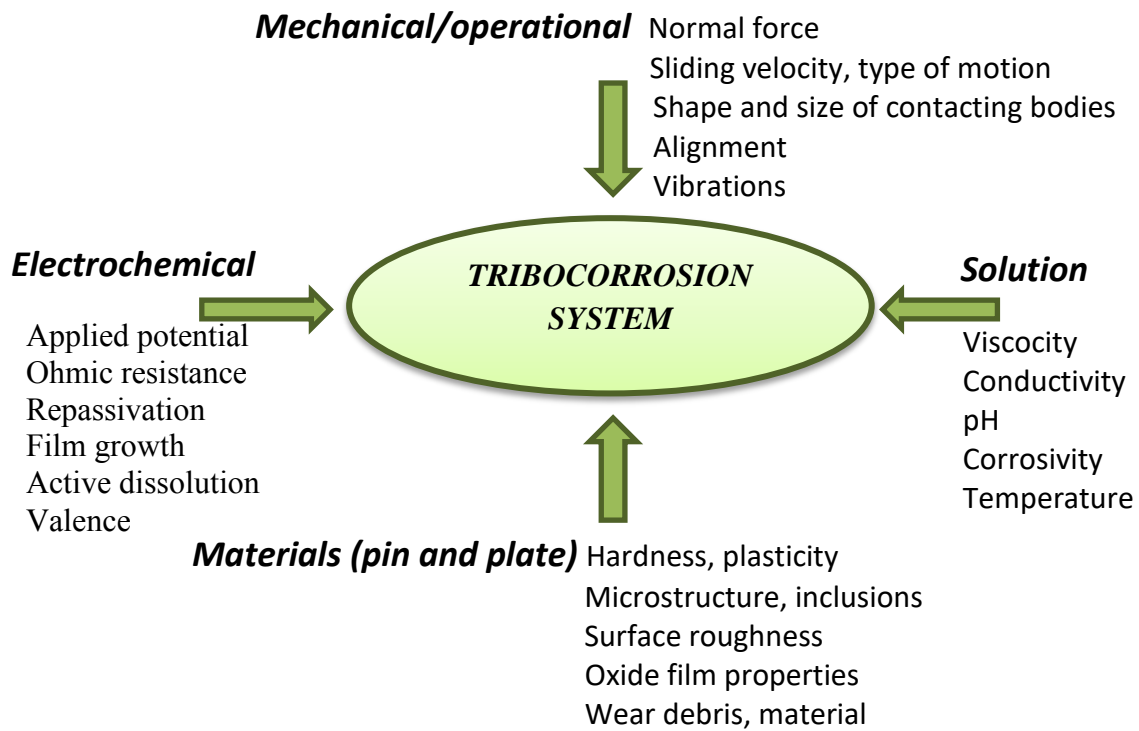 Mechanical/operational Normal force
Sliding velocity, type of motion
Shape and size of contacting bodies
Alignment
Vibrations
Electrochemical
Applied potential
Ohmic resistance
Repassivation
Film growth
Active dissolution
Valence
TRIBOCORROSION
SYSTEM
Solution
Viscocity
Conductivity
pH
Corrosivity
Temperature
Materials (pin and plate) Hardness, plasticity
Microstructure, inclusions
Surface roughness
Oxide film properties
Wear debris, material